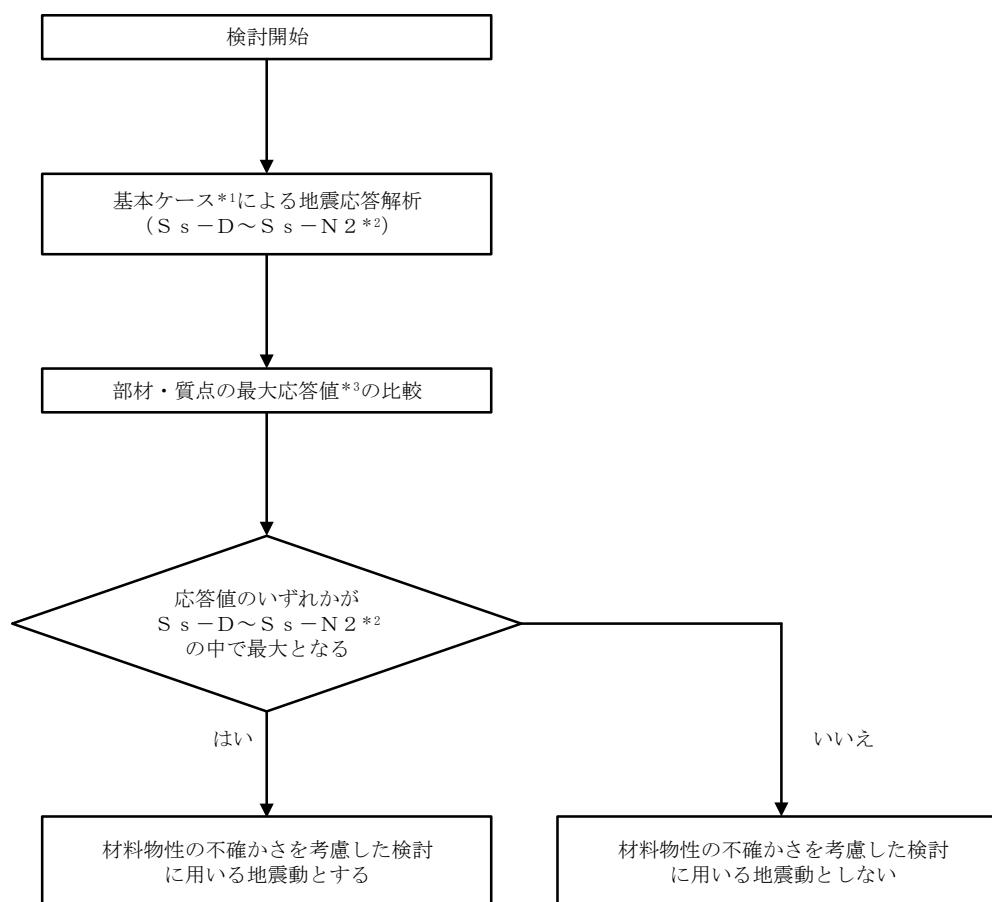 検討開始
基本ケース*1による地震応答解析
（Ｓｓ－Ｄ～Ｓｓ－Ｎ２*2）
部材・質点の最大応答値*3の比較
応答値のいずれかが
Ｓｓ－Ｄ～Ｓｓ－Ｎ２*2
の中で最大となる
はい
いいえ
材料物性の不確かさを考慮した検討
に用いる地震動とする
材料物性の不確かさを考慮した検討
に用いる地震動としない